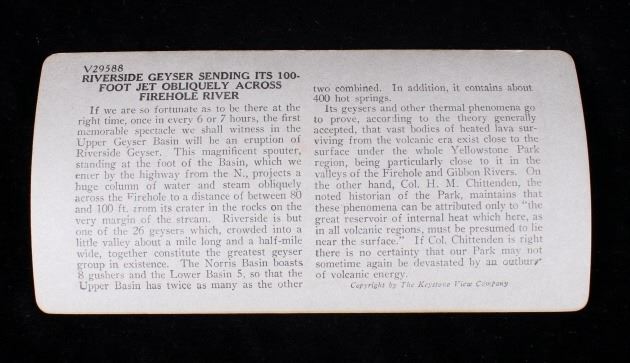 V29588
RIVERSIDE GEYSER SENDING ITS 100-
FOOT JET OBLIQUELY ACROSS
FIREHOLE RIVER
If we are so fortunate as to be there at the
right time, once in every 6 or 7 hours, the first
memorable spectacle we shall witness in the
Upper Geyser Basin will be an eruption of
Riverside Geyser. This magnificent spouter,
standing at the foot of the Basin, which we
enter by the highway from the N., projects a
huge column of water and steam obliquely
across the Firehole to a distance of between 80
and 100 ft. from its crater in the rocks on the
very margin of the stream. Riverside is but
one of the 26 geysers which, crowded into a
little valley about a mile long and a half-mile
wide, together constitute the greatest geyser
group in existence. The Norris Basin boasts
8 gushers and the Lower Basin 5, so that the
Upper Basin has twice as many as the other
two combined. In addition, it contains about
400 hot springs.
Its geysers and other thermal phenomena go
to prove, according to the theory generally
accepted, that vast bodies of heated lava sur-
viving from the volcanic era exist close to the
surface under the whole Yellowstone Park
region, being particularly close to it in the
valleys of the Firehole and Gibbon Rivers. On
the other hand, Col. H. M. Chittenden, the
noted historian of the Park, maintains that
these phenomena can be attributed only to "the
great reservoir of internal heat which here, as
in all volcanic regions, must be presumed to lie
near the surface." If Col. Chittenden is right
there is no certainty that our Park may not
sometime again be devastated by an outburst
of volcanic energy.
Copyright by The Keystone View Company